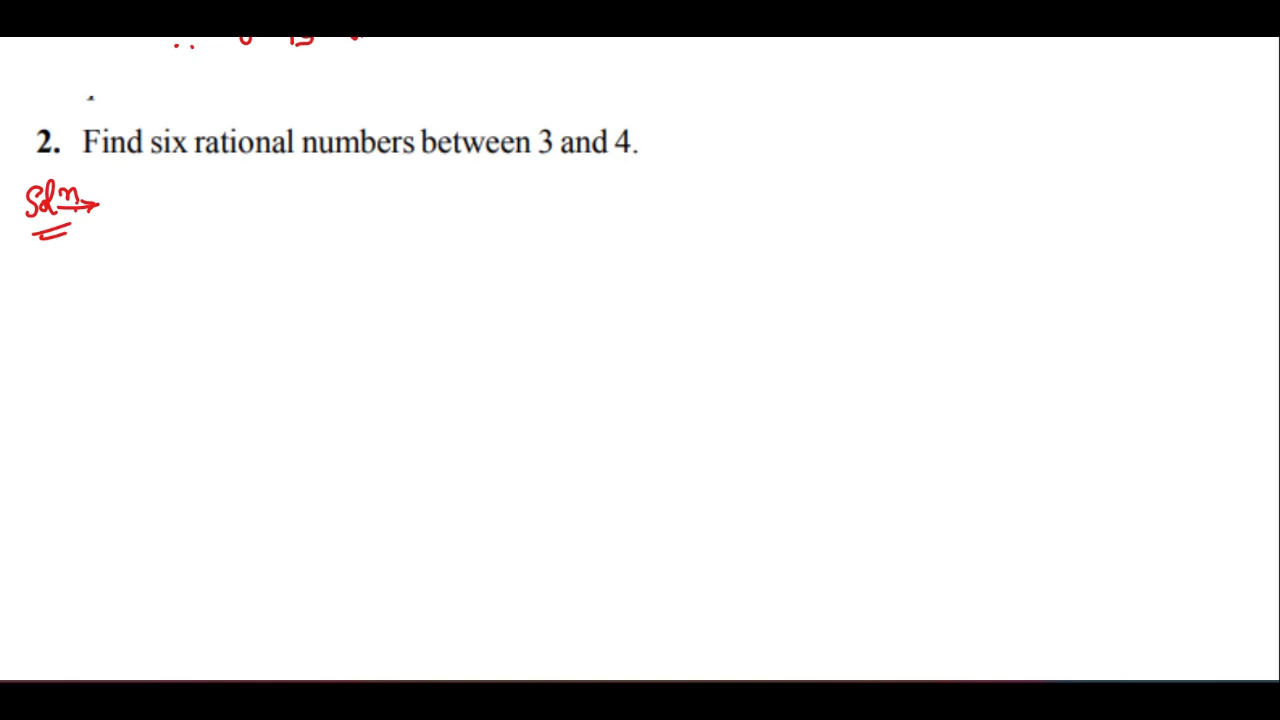 2. Find six rational numbers between 3 and 4.
Soln